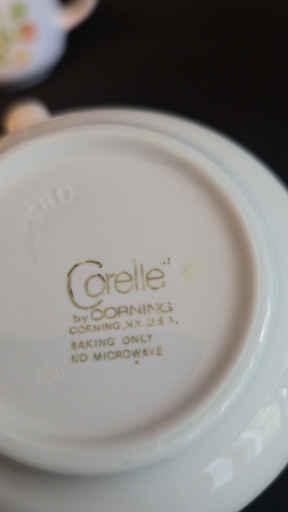 Corelle®
by CORNING
CORNING, N.Y. U.S.A.
BAKING ONLY
NO MICROWAVE